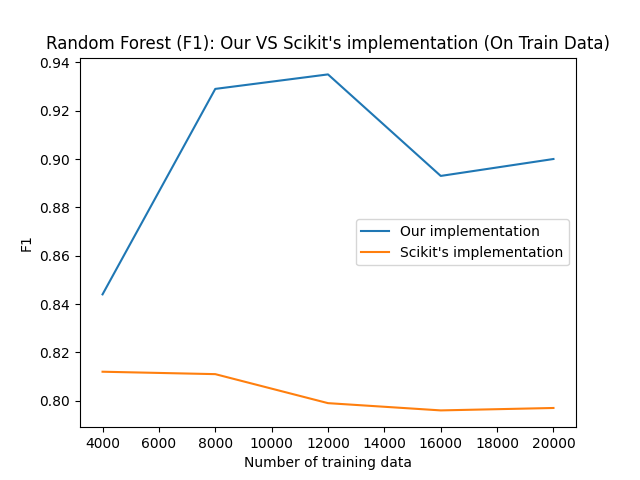 Random Forest (F1): Our VS Scikit's implementation (On Train Data)
0.94
0.92
0.90
0.88
0.86
0.84
0.82
0.80
F1
Our implementation
Scikit's implementation
4000 6000 8000 10000 12000 14000 16000 18000 20000
Number of training data